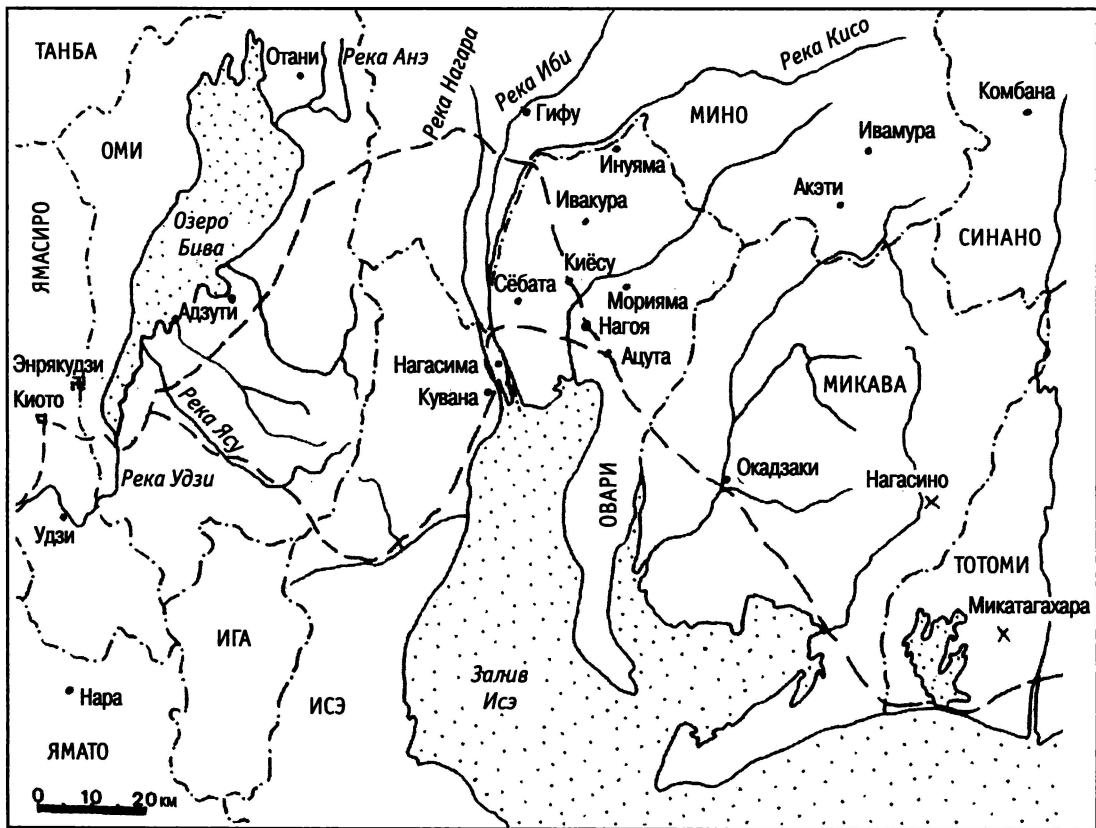 ТАНБА
Отани
Река Анэ
Река Нагара
Река Иби
Река Кисо
Гифу
МИНО
Комбана
ОМИ
Инуяма
Ивамура
ЯМАСИРО
Озеро
Бива
Ивакура
Акэти
СИНАНО
Киёсу
Сёбата
Морияма
Адзути
Нагоя
Ацута
Энрякудзи
Нагасима
МИКАВА
Киото
Кувана
Река Ясу
Река Удзи
ОВАРИ
Окадзаки
Нагасино
Удзи
ТОТОМИ
Микатагахара
ИГА
Залив
Исэ
ИСЭ
Нара
ЯМАТО
0 10 20 км